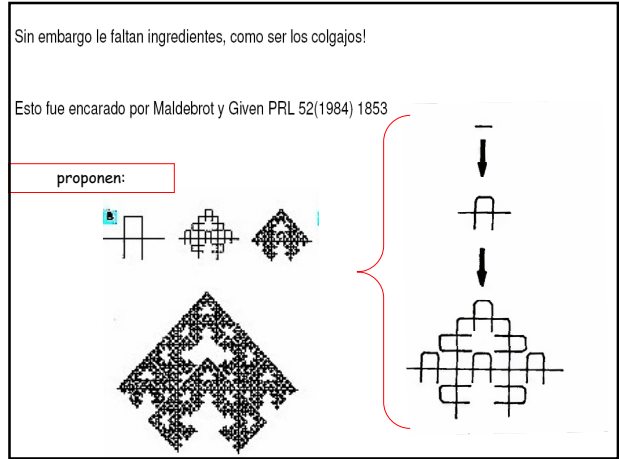 Sin embargo le faltan ingredientes, como ser los colgajos!
Esto fue encarado por Maldebrot y Given PRL 52(1984) 1853
proponen:
B